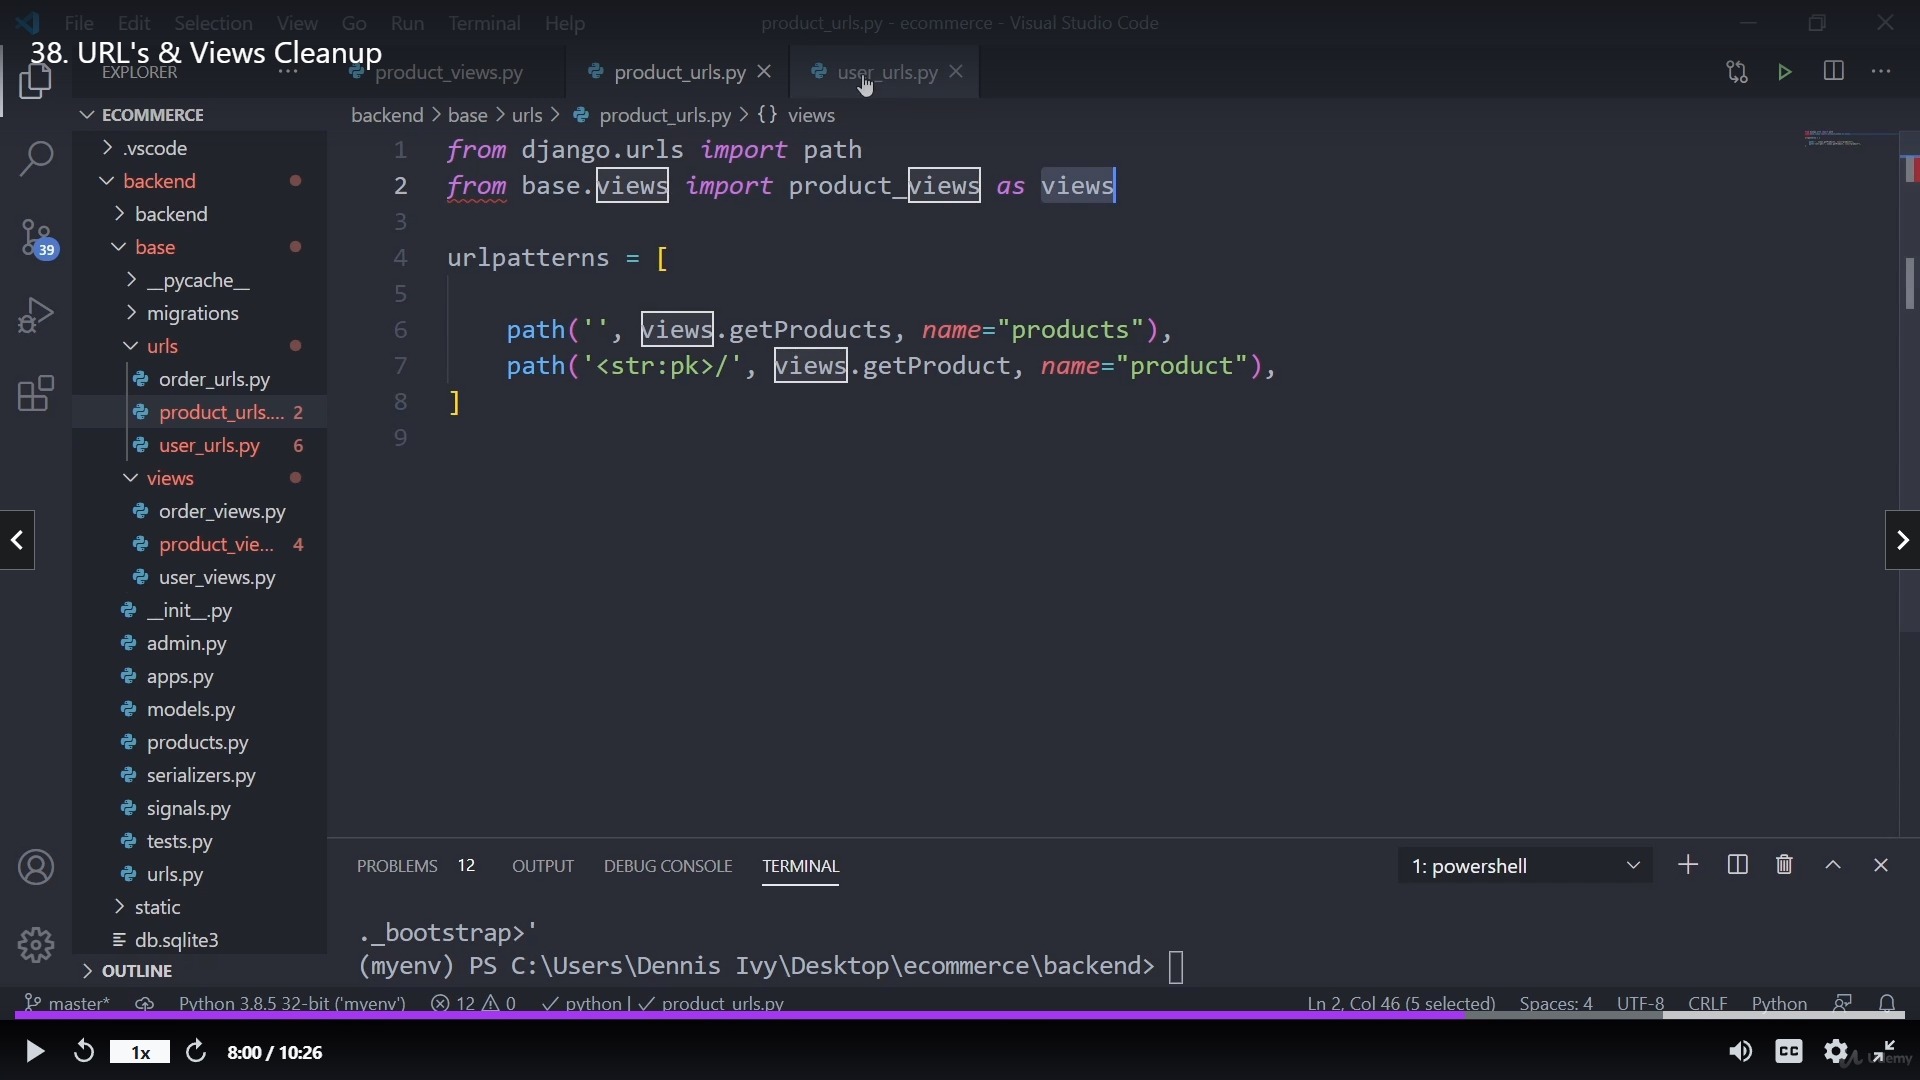 File Edit Selection View Go Run Terminal Help
product_urls.py - ecommerce - Visual Studio Code
38. URL's & Views Cleanup
EXPLORER ...
product_views.py
product_urls.py
user_urls.py
ECOMMERCE
backend > base > urls > product_urls.py > {} views
.vscode
backend
backend
base
__pycache__
migrations
urls
order_urls.py
product_urls.... 2
user_urls.py 6
views
order_views.py
product_vie... 4
user_views.py
__init__.py
admin.py
apps.py
models.py
products.py
serializers.py
signals.py
tests.py
urls.py
static
db.sqlite3
OUTLINE
39
1 from django.urls import path
2 from base.views import product_views as views
3
4 urlpatterns = [
5
6 path('', views.getProducts, name="products"),
7 path('<str:pk>/', views.getProduct, name="product"),
8 ]
9
PROBLEMS 12 OUTPUT DEBUG CONSOLE TERMINAL
1: powershell
._bootstrap>'
(myenv) PS C:\Users\Dennis Ivy\Desktop\ecommerce\backend>
master* Python 3.8.5 32-bit ('myenv') 12 0 python | product_urls.py
Ln 2, Col 46 (5 selected) Spaces: 4 UTF-8 CRLF Python
1x 8:00 / 10:26
CC
Udemy